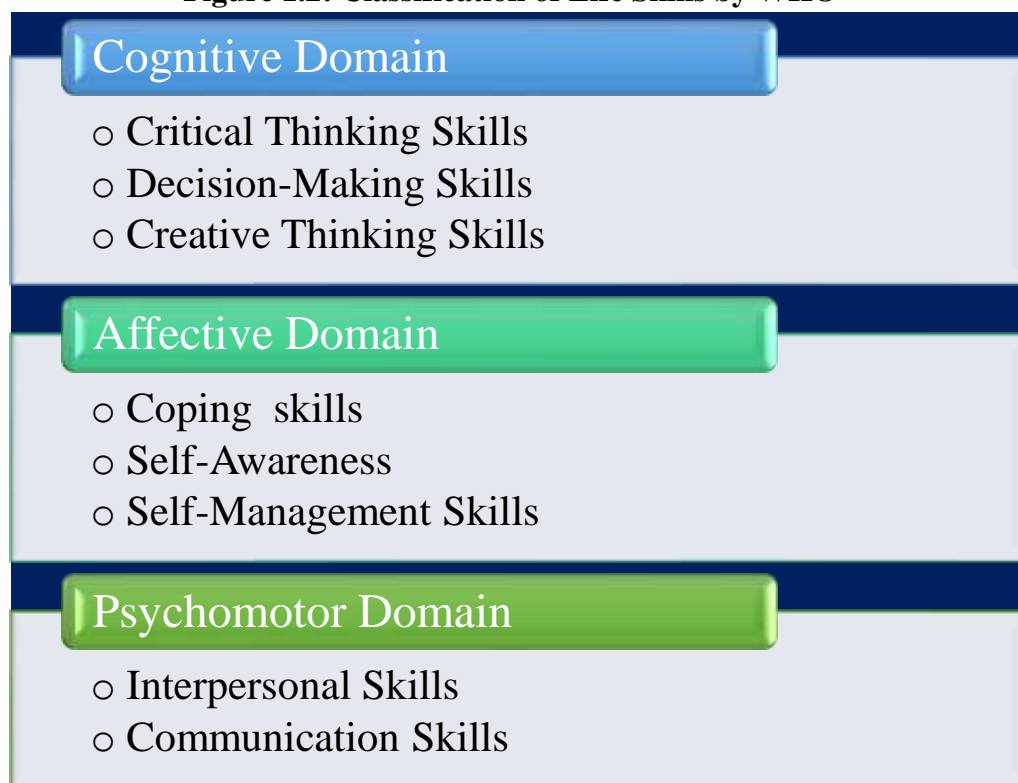 Cognitive Domain
o Critical Thinking Skills
o Decision-Making Skills
o Creative Thinking Skills
Affective Domain
o Coping skills
o Self-Awareness
o Self-Management Skills
Psychomotor Domain
o Interpersonal Skills
o Communication Skills